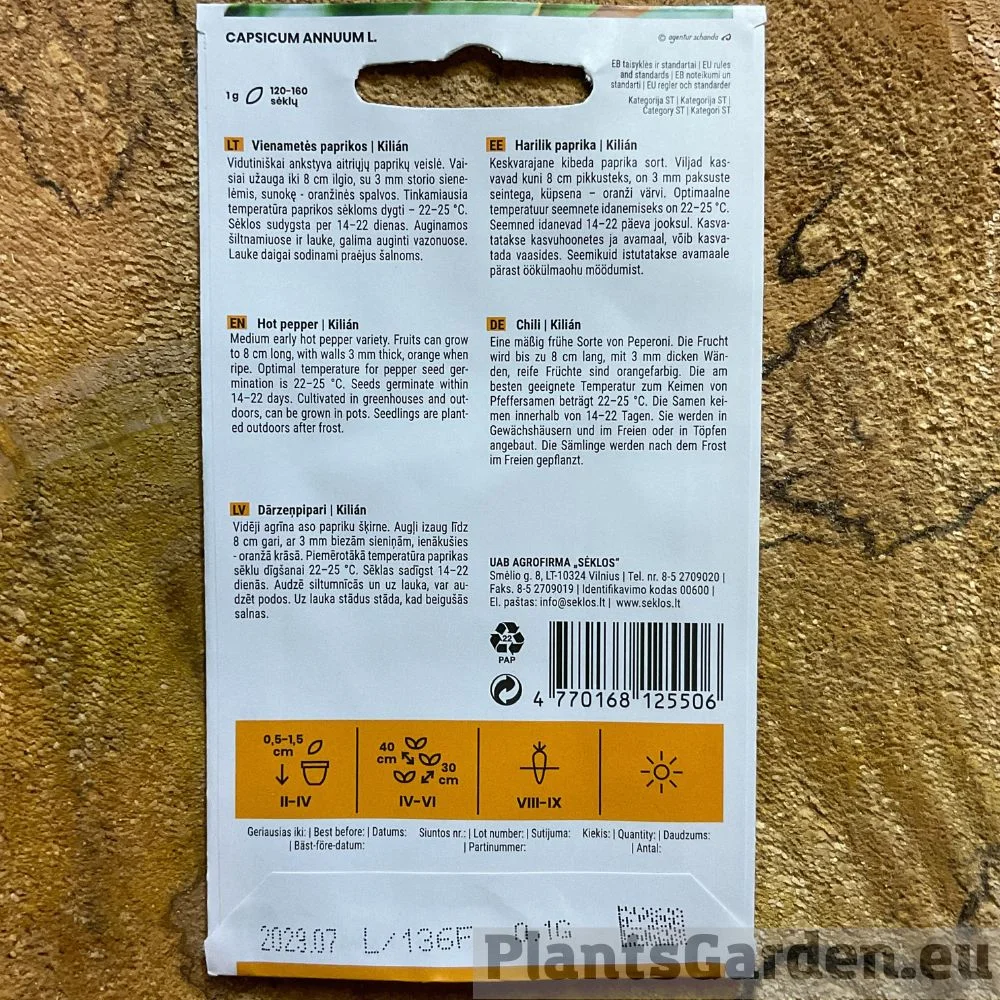 CAPSICUM ANNUUM L.
© agentur schanda
1 g 120-160
sėklų
EB taisyklės ir standartai | EU rules
and standards | EB noteikumi un
standarti | EU regler och standarder
Kategorija ST | Kategorija ST |
Category ST | Kategori ST
LT Vienametės paprikos | Kilián
Vidutiniškai ankstyva aitriųjų paprikų veislė. Vai-
siai užauga iki 8 cm ilgio, su 3 mm storio siene-
lėmis, sunokę - oranžinės spalvos. Tinkamiausia
temperatūra paprikos sėkloms dygti – 22–25 °C.
Sėklos sudygsta per 14–22 dienas. Auginamos
šiltnamiuose ir lauke, galima auginti vazonuose.
Lauke daigai sodinami praėjus šalnoms.
EE Harilik paprika | Kilián
Keskvarajane kibeda paprika sort. Viljad kas-
vavad kuni 8 cm pikkusteks, on 3 mm paksuste
seintega, küpsena – oranži värvi. Optimaalne
temperatuur seemnete idanemiseks on 22–25 °C.
Seemned idanevad 14–22 päeva jooksul. Kasva-
tatakse kasvuhoonetes ja avamaal, võib kasva-
tada vaasides. Seemikuid istutatakse avamaale
pärast öökülmaohu möödumist.
EN Hot pepper | Kilián
Medium early hot pepper variety. Fruits can grow
to 8 cm long, with walls 3 mm thick, orange when
ripe. Optimal temperature for pepper seed ger-
mination is 22–25 °C. Seeds germinate within
14–22 days. Cultivated in greenhouses and out-
doors, can be grown in pots. Seedlings are plant-
ed outdoors after frost.
DE Chili | Kilián
Eine mäßig frühe Sorte von Peperoni. Die Frucht
wird bis zu 8 cm lang, mit 3 mm dicken Wän-
den, reife Früchte sind orangefarbig. Die am
besten geeignete Temperatur zum Keimen von
Pfeffersamen beträgt 22–25 °C. Die Samen kei-
men innerhalb von 14–22 Tagen. Sie werden in
Gewächshäusern und im Freien oder in Töpfen
angebaut. Die Sämlinge werden nach dem Frost
im Freien gepflanzt.
LV Dārzeņpipari | Kilián
Vidēji agrīna aso papriku šķirne. Augļi izaug līdz
8 cm gari, ar 3 mm biezām sieniņām, ienākušies
- oranžā krāsā. Piemērotākā temperatūra paprikas
sēklu dīgšanai 22–25 °C. Sēklas sadīgst 14–22
dienās. Audzē siltumnīcās un uz lauka, var au-
dzēt podos. Uz lauka stādus stāda, kad beigušās
salnas.
UAB AGROFIRMA „SĖKLOS“
Smėlio g. 8, LT-10324 Vilnius | Tel. nr. 8-5 2709020 |
Faks. 8-5 2709019 | Identifikavimo kodas 00600 |
El. paštas: info@seklos.lt | www.seklos.lt
22
PAP
4 770168 125506
0,5–1,5
cm
II–IV
40
cm
30
cm
IV–VI
VIII–IX
Geriausias iki: | Best before: | Datums:
| Bäst-före-datum:
Siuntos nr.: | Lot number: | Sutijuma:
| Partinummer:
Kiekis: | Quantity: | Daudzums:
| Antal:
2029.07 L/136F 0.1G
PlantsGarden.eu